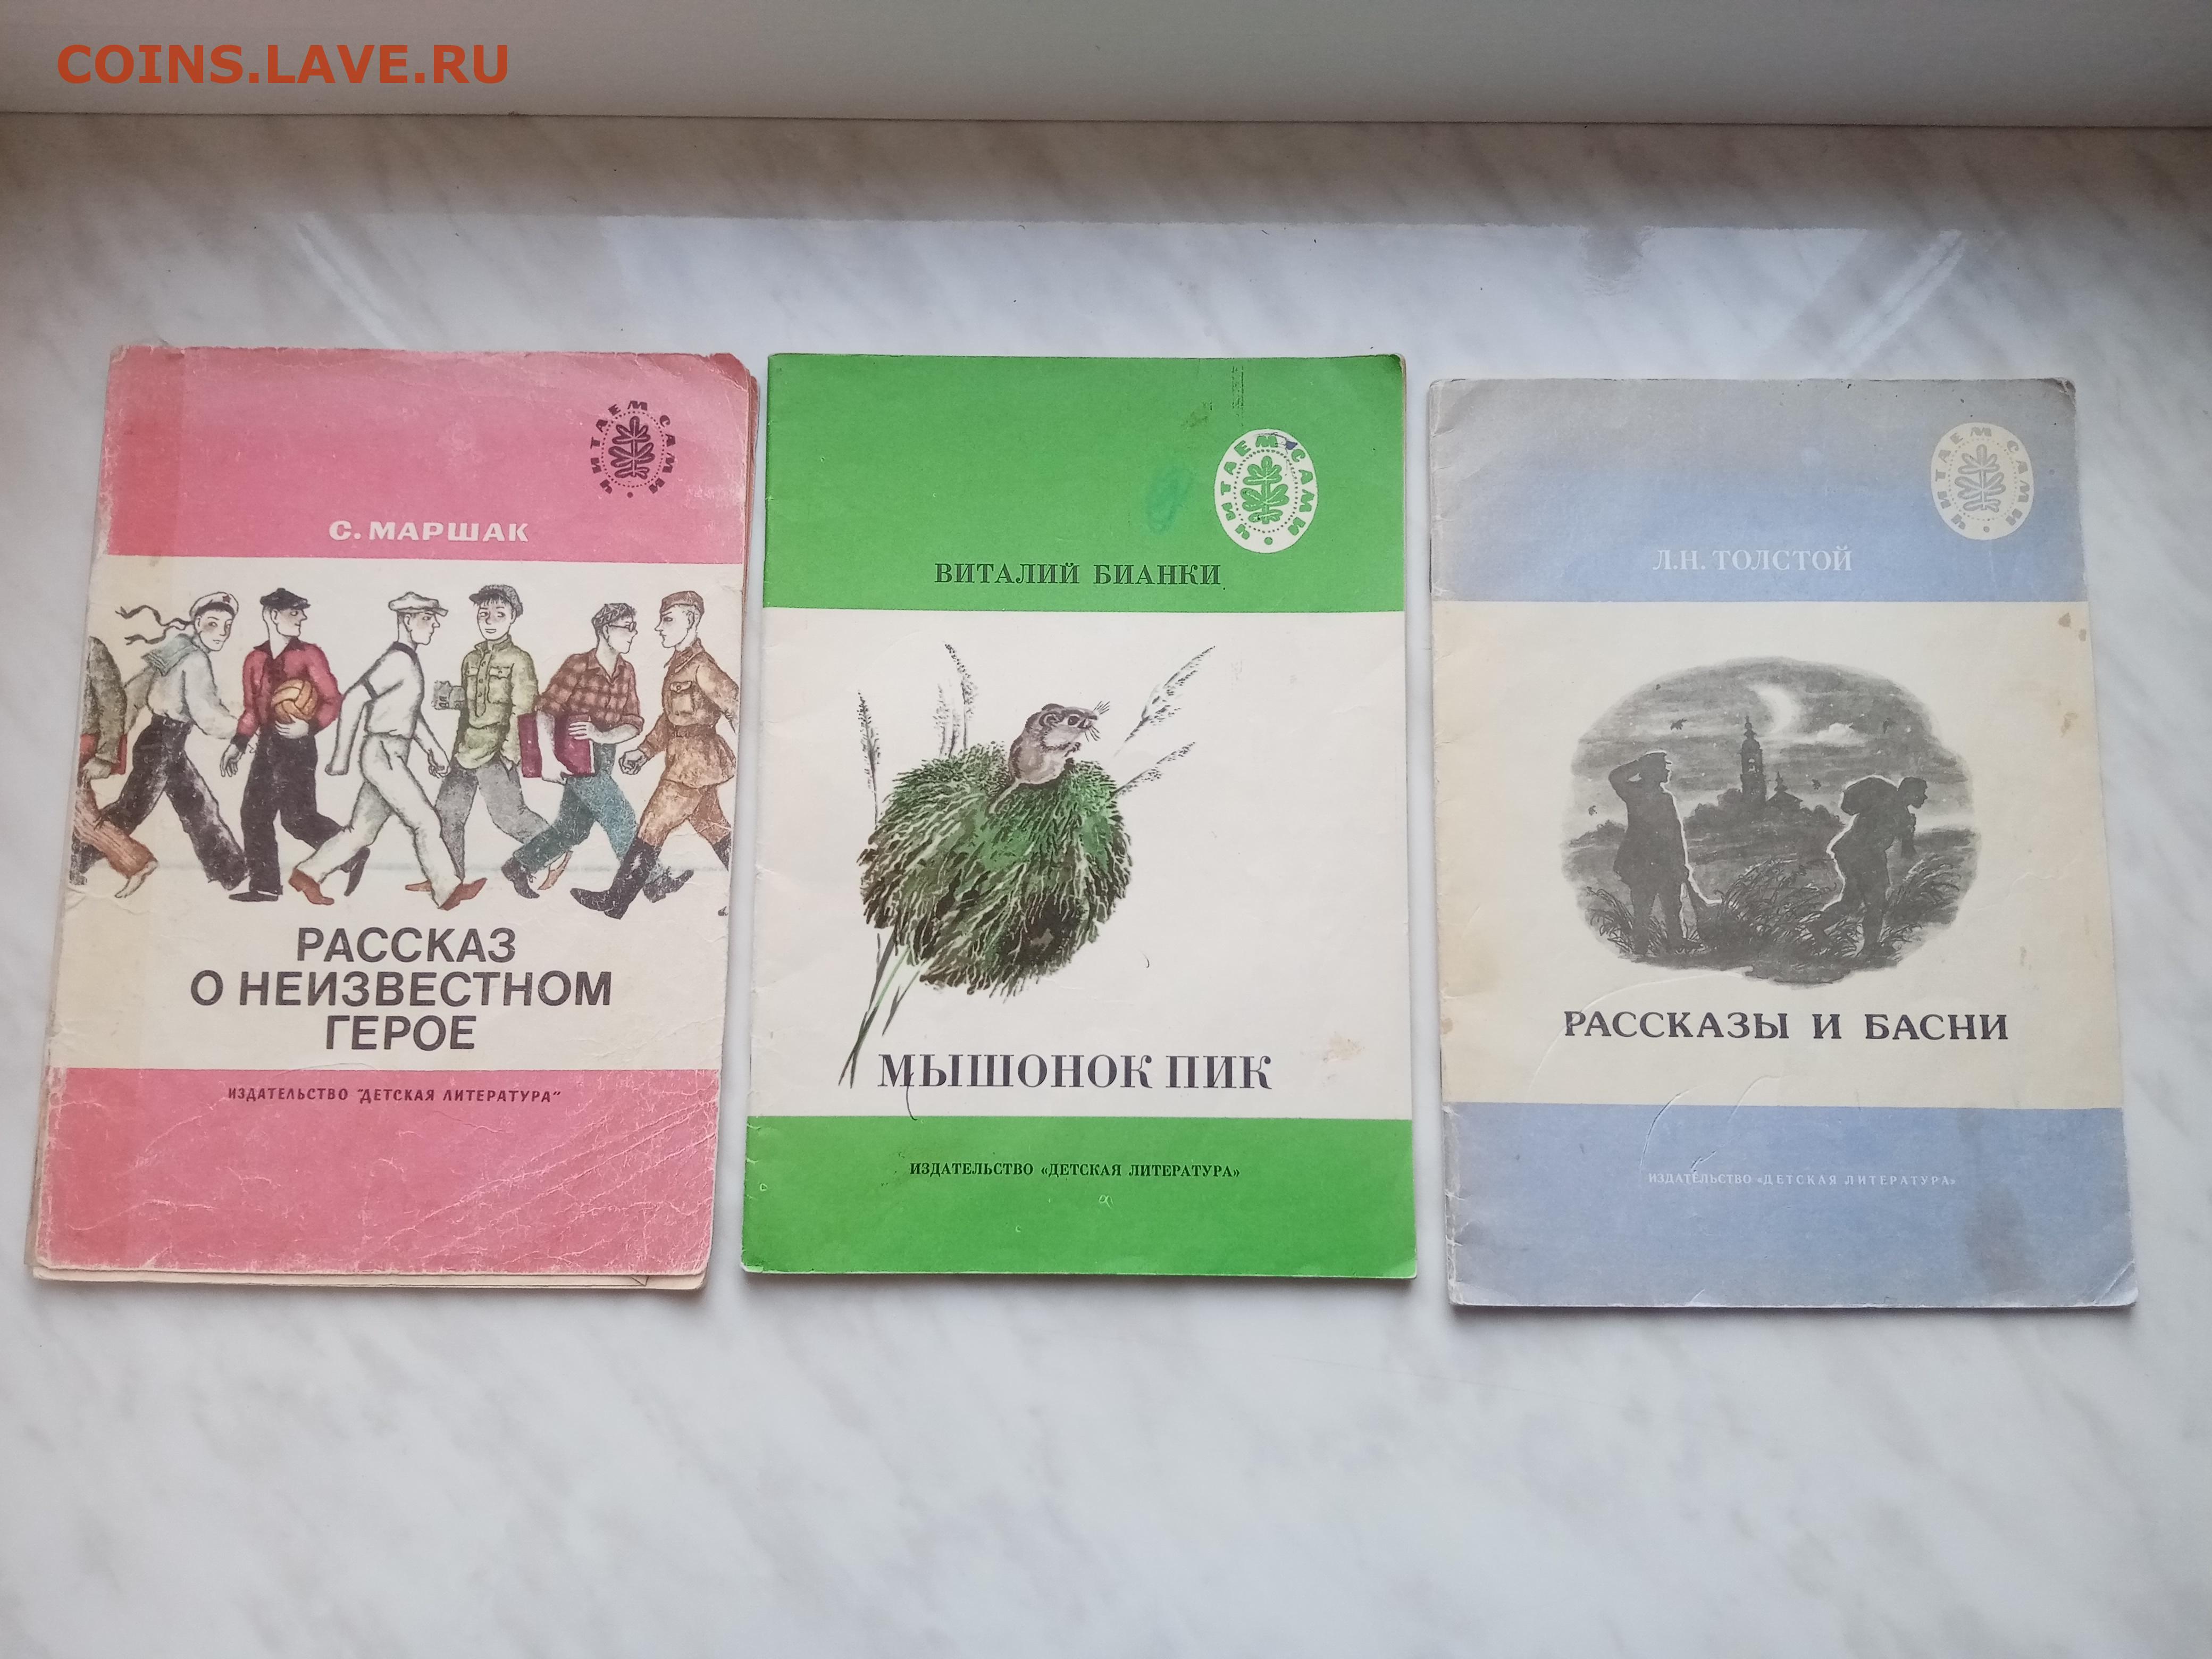 COINS.LAVE.RU
ЧИТАЕМ САМИ
С. МАРШАК
РАССКАЗ
О НЕИЗВЕСТНОМ
ГЕРОЕ
ИЗДАТЕЛЬСТВО "ДЕТСКАЯ ЛИТЕРАТУРА"
ЧИТАЕМ САМИ
ВИТАЛИЙ БИАНКИ
МЫШОНОК ПИК
ИЗДАТЕЛЬСТВО «ДЕТСКАЯ ЛИТЕРАТУРА»
ЧИТАЕМ САМИ
Л.Н. ТОЛСТОЙ
РАССКАЗЫ И БАСНИ
ИЗДАТЕЛЬСТВО «ДЕТСКАЯ ЛИТЕРАТУРА»